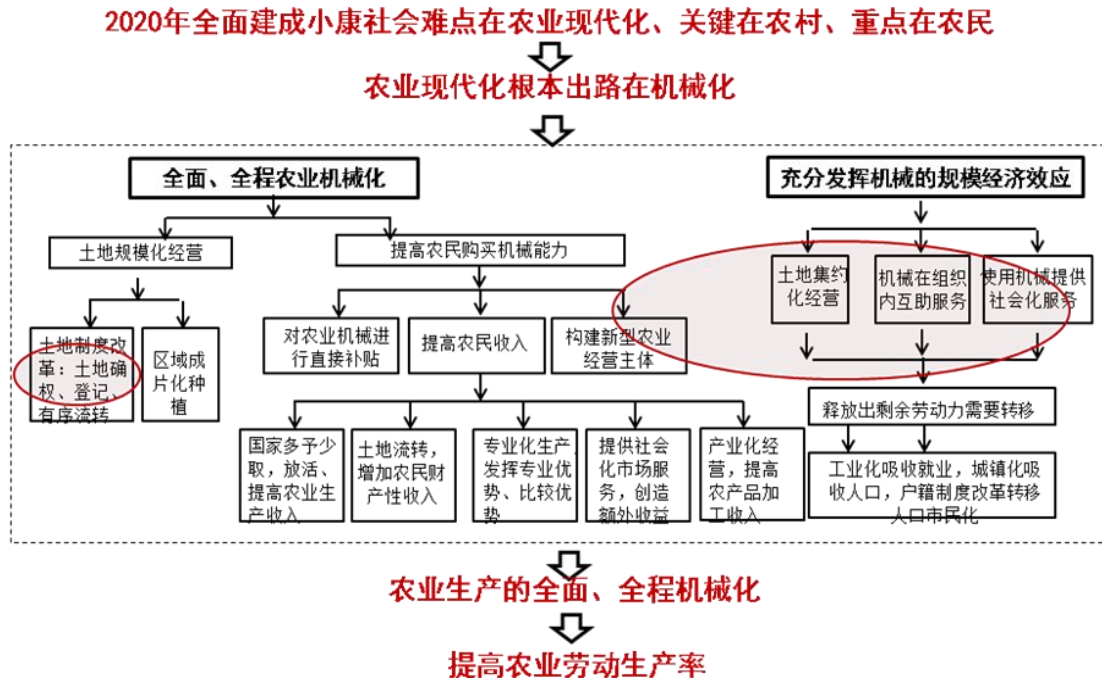 2020年全面建成小康社会难点在农业现代化、关键在农村、重点在农民
农业现代化根本出路在机械化
全面、全程农业机械化
充分发挥机械的规模经济效应
土地规模化经营
提高农民购买机械能力
土地集约
化经营
机械在组织
内互助服务
使用机械提供
社会化服务
土地制度改
革：土地确
权、登记、
有序流转
区域成
片化种
植
对农业机械进
行直接补贴
提高农民收入
构建新型农业
经营主体
释放出剩余劳动力需要转移
国家多予少
取，放活、
提高农业生
产收入
土地流转，
增加农民财
产性收入
专业化生产，
发挥专业优
势、比较优
势
提供社会
化市场服
务，创造
额外收益
产业化经
营，提高
农产品加
工收入
工业化吸收就业，城镇化吸
收人口，户籍制度改革转移
人口市民化
农业生产的全面、全程机械化
提高农业劳动生产率